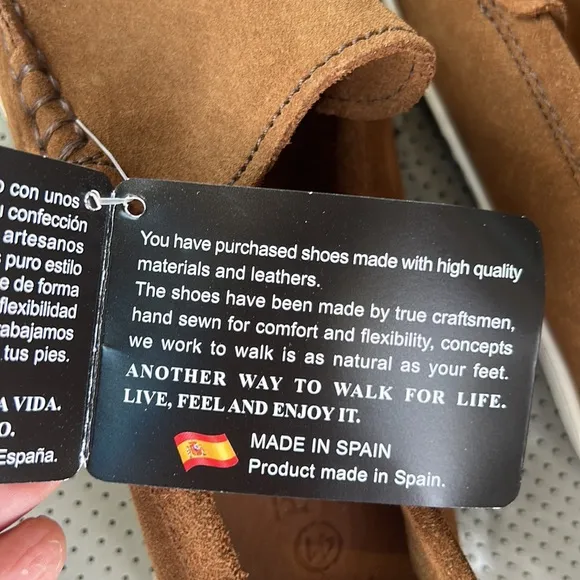 o con unos
confección
artesanos
puro estilo
e de forma
flexibilidad
rabajamos
tus pies.
A VIDA.
O.
España.
You have purchased shoes made with high quality
materials and leathers.
The shoes have been made by true craftsmen,
hand sewn for comfort and flexibility, concepts
we work to walk is as natural as your feet.
ANOTHER WAY TO WALK FOR LIFE.
LIVE, FEEL AND ENJOY IT.
MADE IN SPAIN
Product made in Spain.